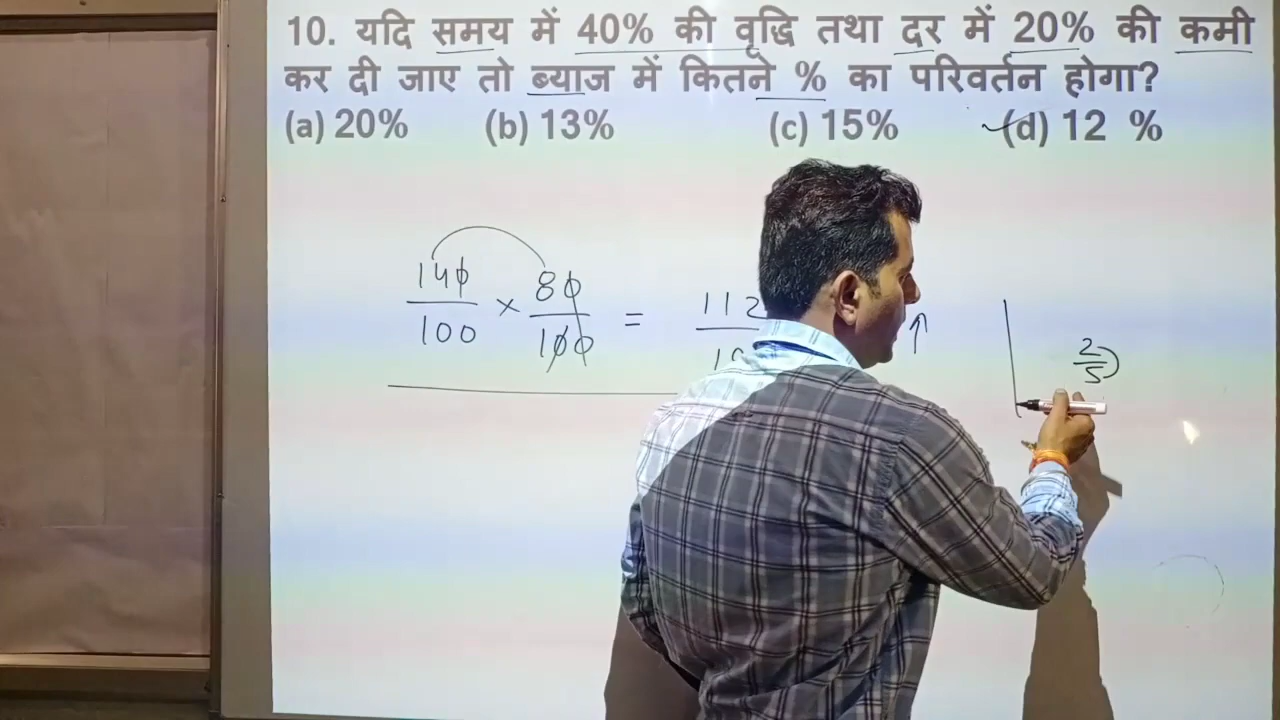 10. यदि समय में 40% की वृद्धि तथा दर में 20% की कमी
कर दी जाए तो ब्याज में कितने % का परिवर्तन होगा?
(a) 20% (b) 13% (c) 15% (d) 12 %
140/100 × 80/100 = 112/10 ↑
2/5